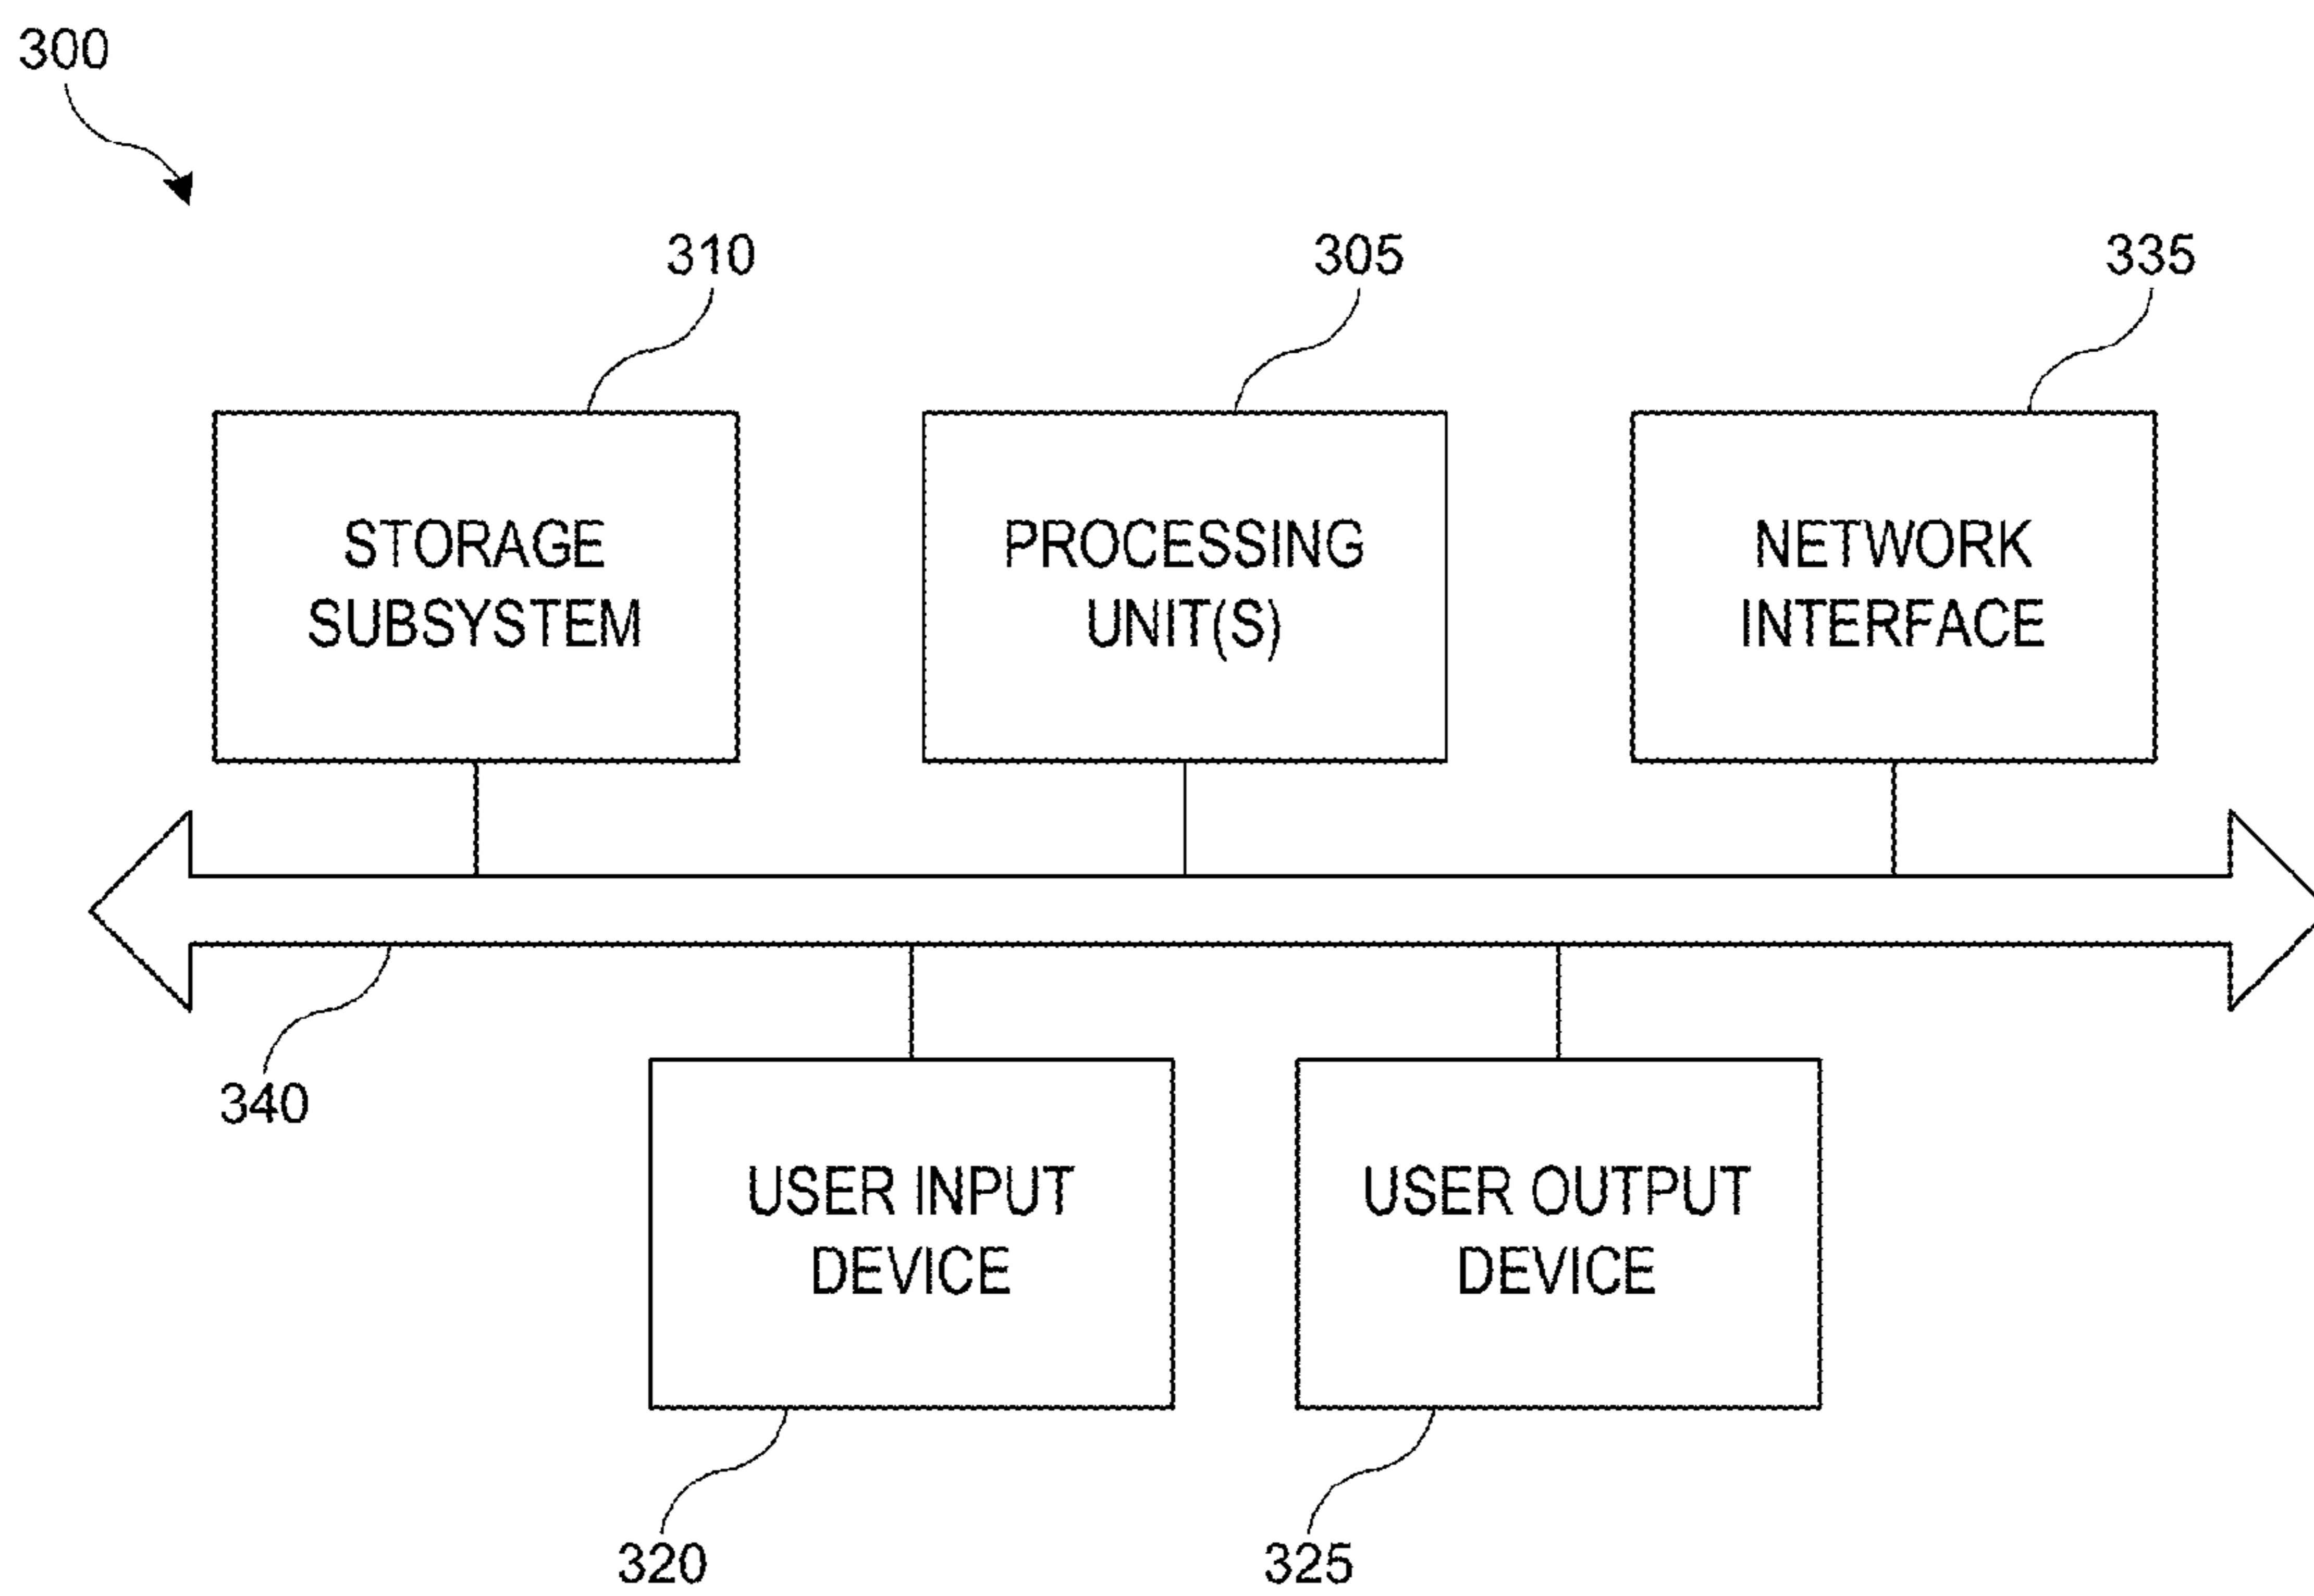 300
310
305
335
STORAGE
SUBSYSTEM
PROCESSING
UNIT(S)
NETWORK
INTERFACE
340
USER INPUT
DEVICE
USER OUTPUT
DEVICE
320
325